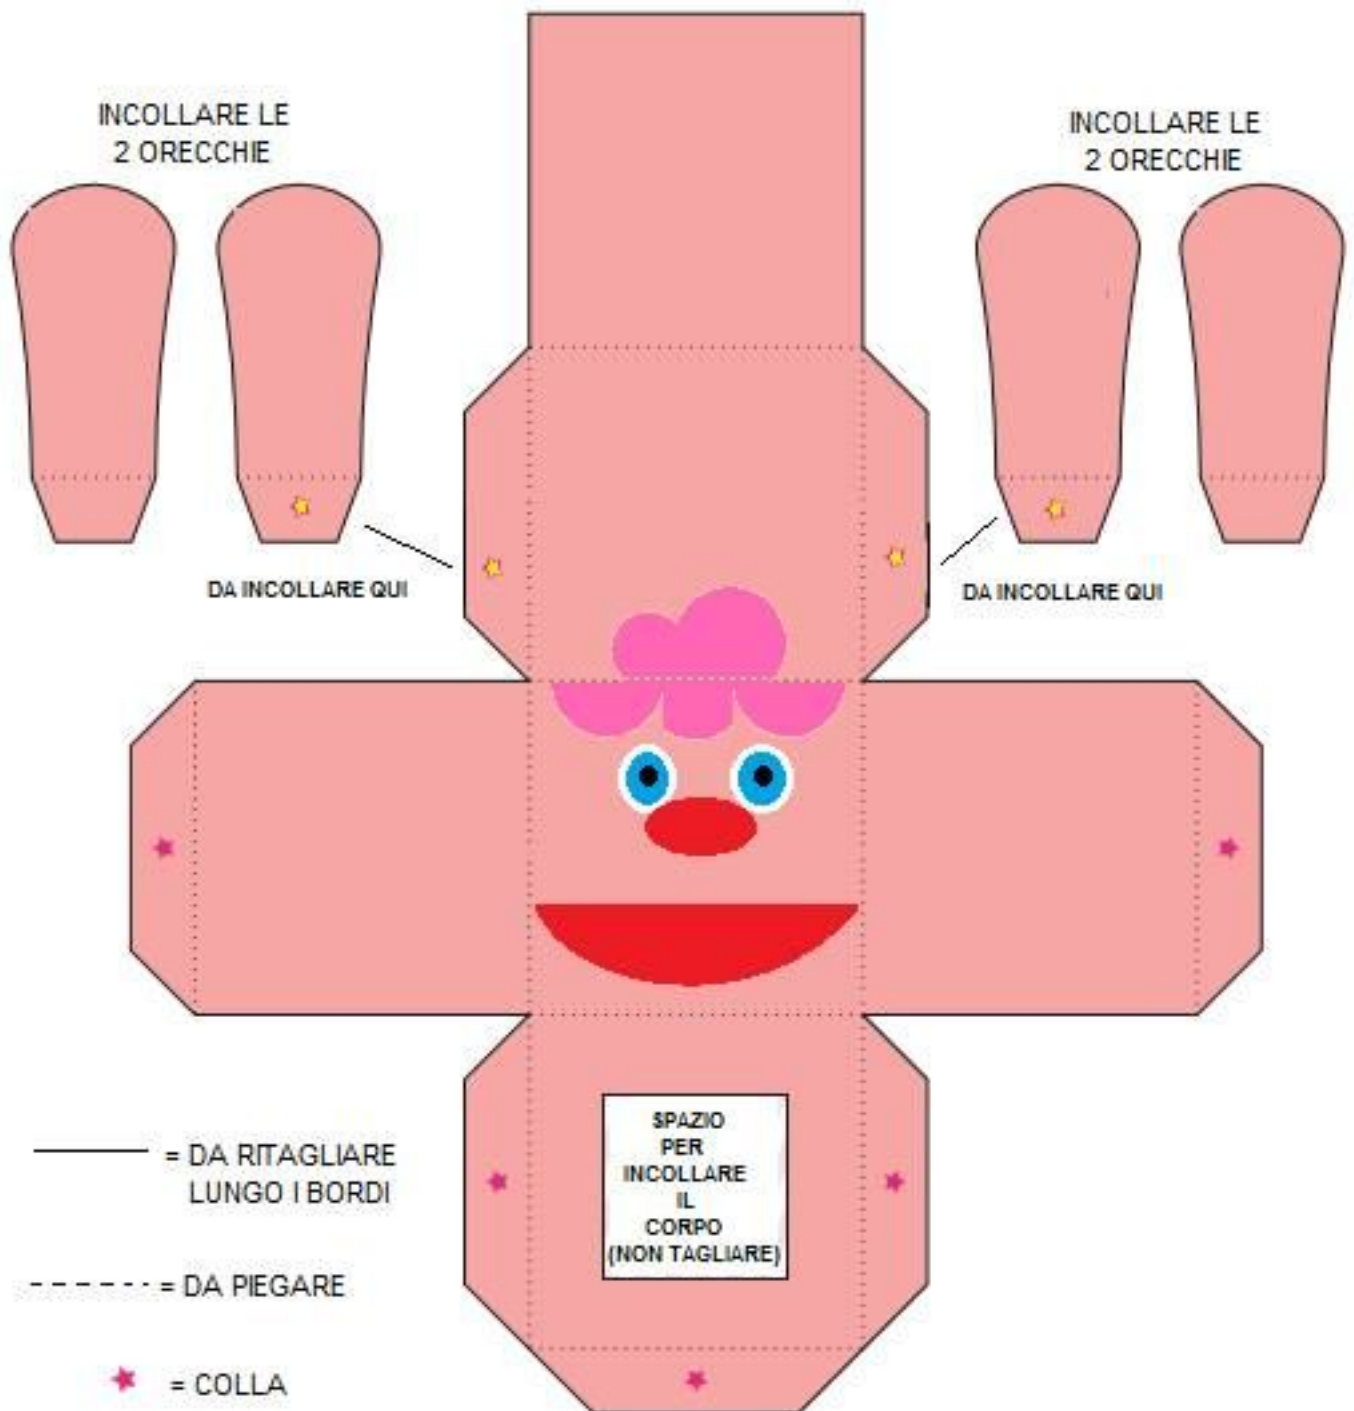 INCOLLARE LE
2 ORECCHIE
INCOLLARE LE
2 ORECCHIE
DA INCOLLARE QUI
DA INCOLLARE QUI
SPAZIO
PER
INCOLLARE
IL
CORPO
(NON TAGLIARE)
= DA RITAGLIARE
LUNGO I BORDI
= DA PIEGARE
= COLLA